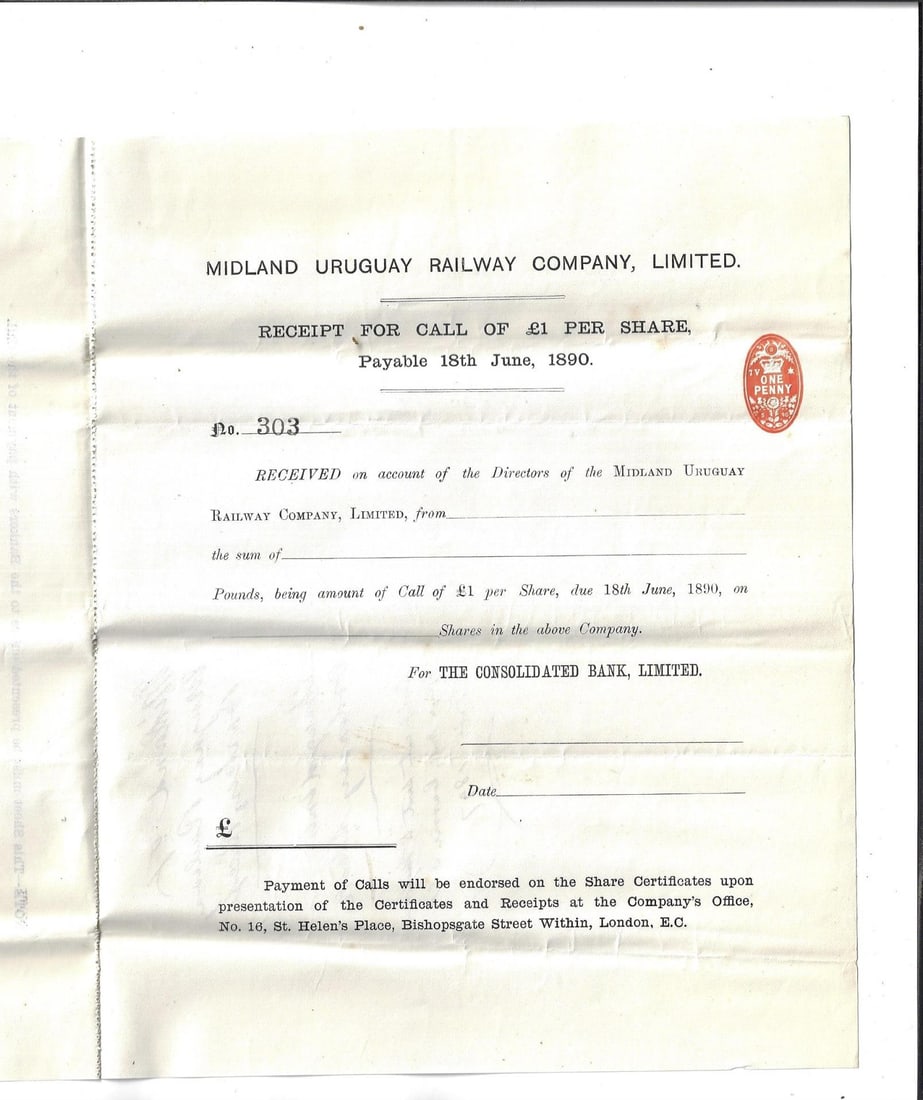 MIDLAND URUGUAY RAILWAY COMPANY, LIMITED.
RECEIPT FOR CALL OF £1 PER SHARE,
Payable 18th June, 1890.
ONE
PENNY
No. 303
RECEIVED on account of the Directors of the MIDLAND URUGUAY
RAILWAY COMPANY, LIMITED, from
the sum of
Pounds, being amount of Call of £1 per Share, due 18th June, 1890, on
Shares in the above Company.
For THE CONSOLIDATED BANK, LIMITED.
Date
£
Payment of Calls will be endorsed on the Share Certificates upon
presentation of the Certificates and Receipts at the Company's Office,
No. 16, St. Helen's Place, Bishopsgate Street Within, London, E.C.